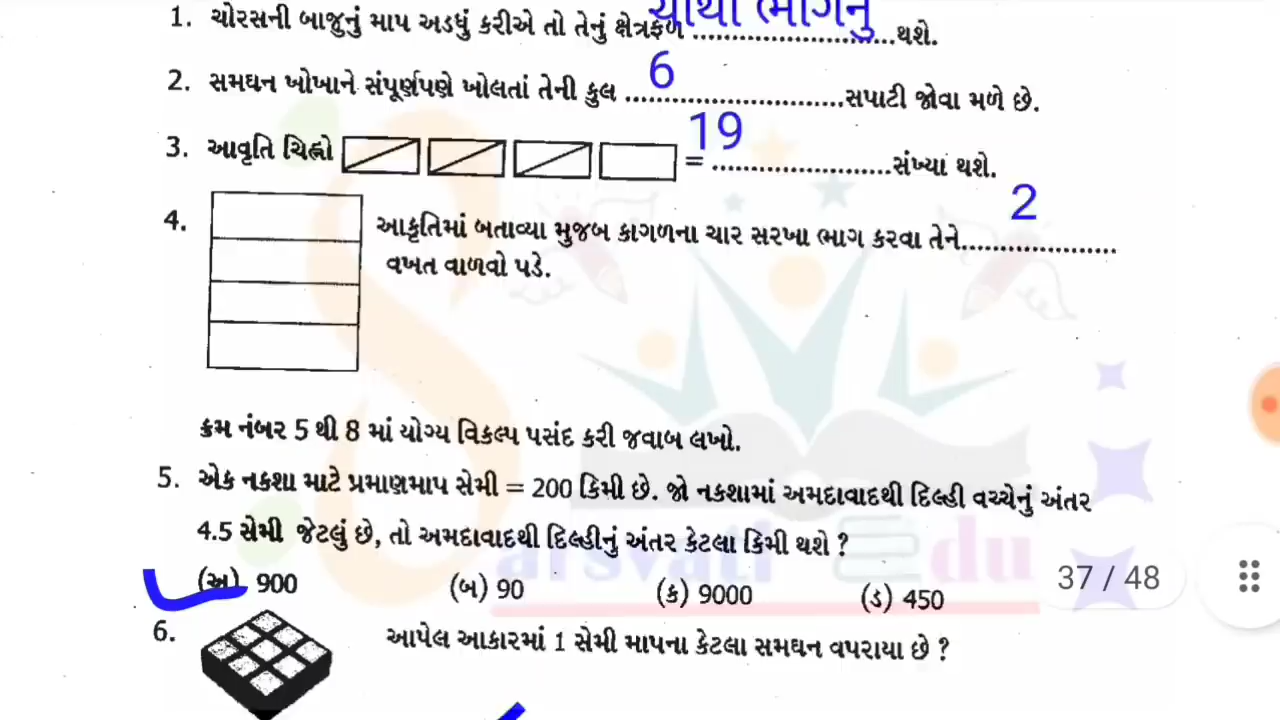 1. ચોરસની બાજુનું માપ અડધું કરીએ તો તેનું ક્ષેત્રફળ ચોથા ભાગનું ........................થશે.
2. સમઘન ખોખાને સંપૂર્ણપણે ખોલતાં તેની કુલ 6 ...........................સપાટી જોવા મળે છે.
3. આવૃતિ ચિહ્નો = 19 ......................સંખ્યા થશે.
4. આકૃતિમાં બતાવ્યા મુજબ કાગળના ચાર સરખા ભાગ કરવા તેને 2 ....................
વખત વાળવો પડે.
ક્રમ નંબર 5 થી 8 માં યોગ્ય વિકલ્પ પસંદ કરી જવાબ લખો.
5. એક નકશા માટે પ્રમાણમાપ સેમી = 200 કિમી છે. જો નકશામાં અમદાવાદથી દિલ્હી વચ્ચેનું અંતર
4.5 સેમી જેટલું છે, તો અમદાવાદથી દિલ્હીનું અંતર કેટલા કિમી થશે ?
(અ) 900 (બ) 90 (ક) 9000 (ડ) 450
37 / 48
6. આપેલ આકારમાં 1 સેમી માપના કેટલા સમઘન વપરાયા છે ?
arsvati Edu